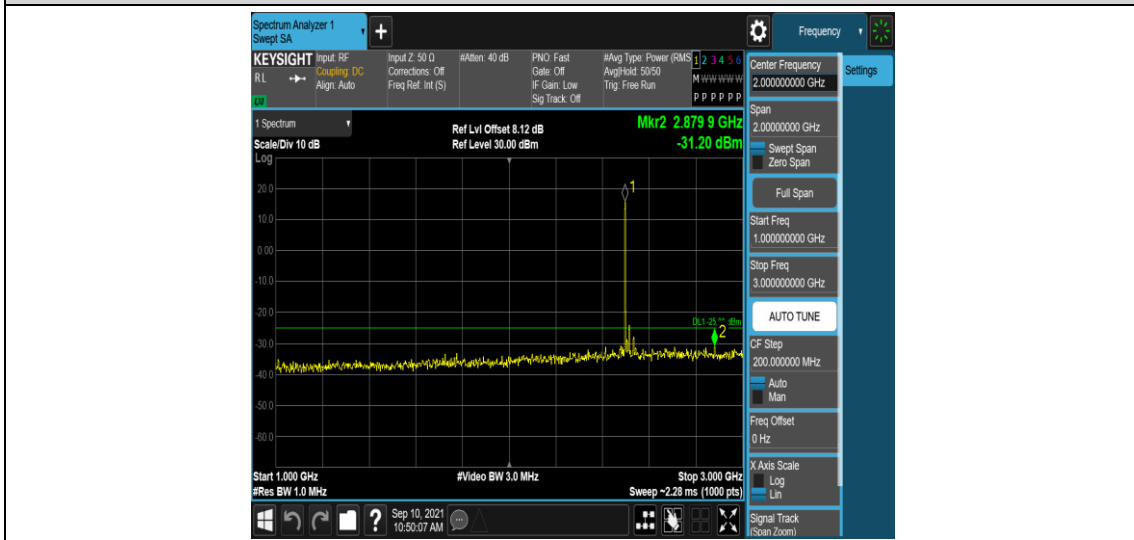 Spectrum Analyzer 1
Swept SA
+
Frequency
KEYSIGHT
RL
LXI
Input: RF
Coupling: DC
Align: Auto
Input Z: 50 Ω
Corrections: Off
Freq Ref: Int (S)
#Atten: 40 dB
PNO: Fast
Gate: Off
IF Gain: Low
Sig Track: Off
#Avg Type: Power (RMS
Avg|Hold: 50/50
Trig: Free Run
1 2 3 4 5 6
M W W W W W
P P P P P P
1 Spectrum
Scale/Div 10 dB
Log
Ref Lvl Offset 8.12 dB
Ref Level 30.00 dBm
Mkr2 2.879 9 GHz
-31.20 dBm
20.0
10.0
0.00
-10.0
-20.0
-30.0
-40.0
-50.0
-60.0
1
2
Start 1.000 GHz
#Res BW 1.0 MHz
#Video BW 3.0 MHz
Stop 3.000 GHz
Sweep ~2.28 ms (1000 pts)
?
Sep 10, 2021
10:50:07 AM
Center Frequency
2.000000000 GHz
Settings
Span
2.00000000 GHz
Swept Span
Zero Span
Full Span
Start Freq
1.000000000 GHz
Stop Freq
3.000000000 GHz
AUTO TUNE
CF Step
200.000000 MHz
Auto
Man
Freq Offset
0 Hz
X Axis Scale
Log
Lin
Signal Track
(Span Zoom)